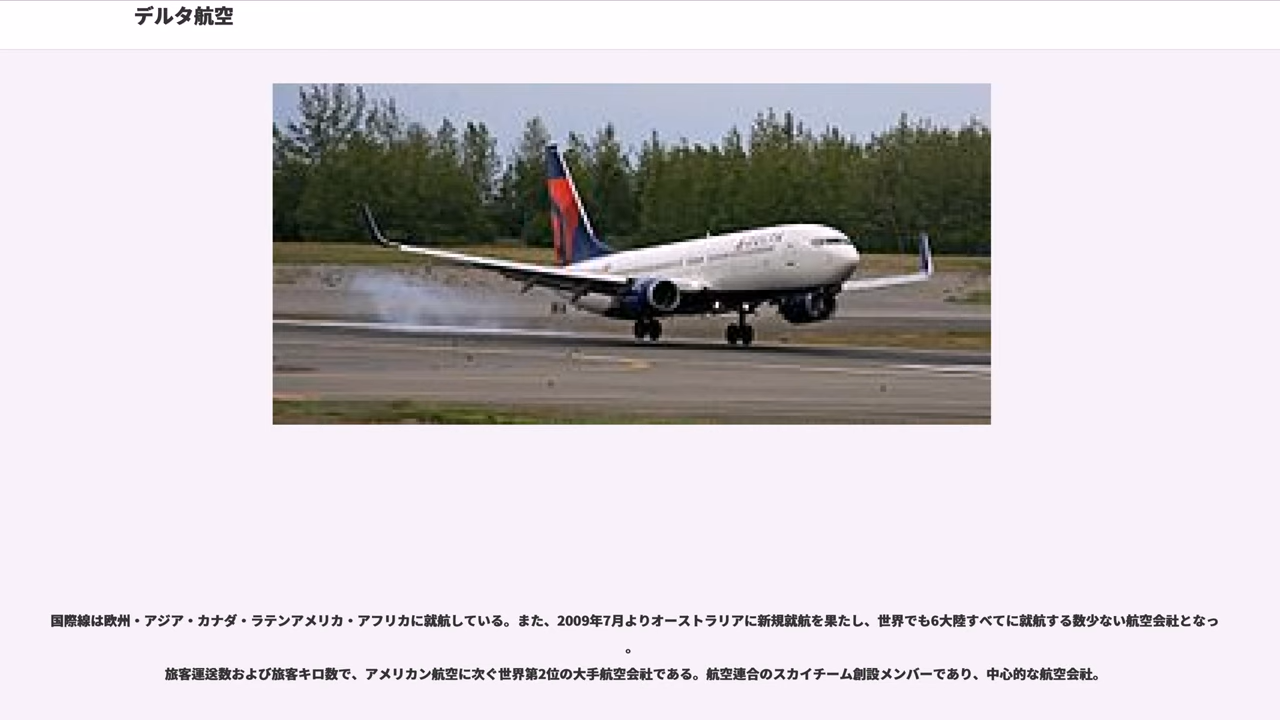 デルタ航空
国際線は欧州・アジア・カナダ・ラテンアメリカ・アフリカに就航している。また、2009年7月よりオーストラリアに新規就航を果たし、世界でも6大陸すべてに就航する数少ない航空会社となっ
。
旅客運送数および旅客キロ数で、アメリカン航空に次ぐ世界第2位の大手航空会社である。航空連合のスカイチーム創設メンバーであり、中心的な航空会社。